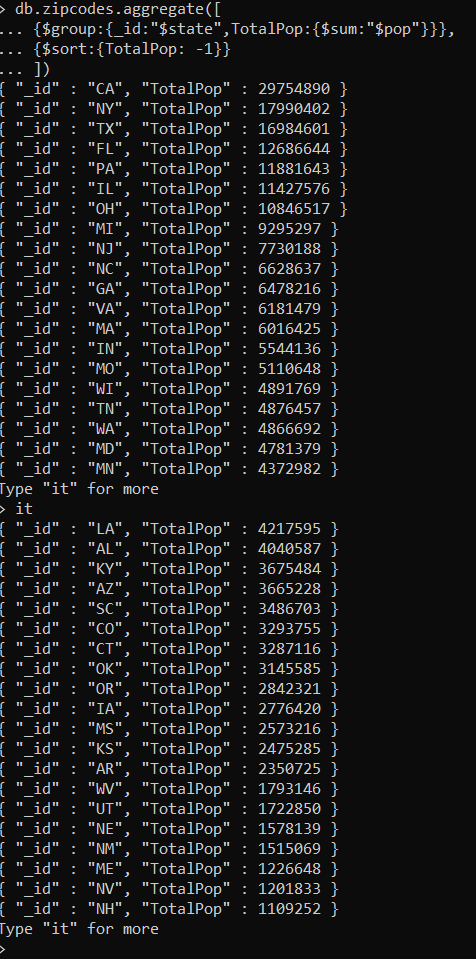 > db.zipcodes.aggregate([
... {$group:{_id:"$state",TotalPop:{$sum:"$pop"}}},
... {$sort:{TotalPop: -1}}
... ])
{ "_id" : "CA", "TotalPop" : 29754890 }
{ "_id" : "NY", "TotalPop" : 17990402 }
{ "_id" : "TX", "TotalPop" : 16984601 }
{ "_id" : "FL", "TotalPop" : 12686644 }
{ "_id" : "PA", "TotalPop" : 11881643 }
{ "_id" : "IL", "TotalPop" : 11427576 }
{ "_id" : "OH", "TotalPop" : 10846517 }
{ "_id" : "MI", "TotalPop" : 9295297 }
{ "_id" : "NJ", "TotalPop" : 7730188 }
{ "_id" : "NC", "TotalPop" : 6628637 }
{ "_id" : "GA", "TotalPop" : 6478216 }
{ "_id" : "VA", "TotalPop" : 6181479 }
{ "_id" : "MA", "TotalPop" : 6016425 }
{ "_id" : "IN", "TotalPop" : 5544136 }
{ "_id" : "MO", "TotalPop" : 5110648 }
{ "_id" : "WI", "TotalPop" : 4891769 }
{ "_id" : "TN", "TotalPop" : 4876457 }
{ "_id" : "WA", "TotalPop" : 4866692 }
{ "_id" : "MD", "TotalPop" : 4781379 }
{ "_id" : "MN", "TotalPop" : 4372982 }
Type "it" for more
> it
{ "_id" : "LA", "TotalPop" : 4217595 }
{ "_id" : "AL", "TotalPop" : 4040587 }
{ "_id" : "KY", "TotalPop" : 3675484 }
{ "_id" : "AZ", "TotalPop" : 3665228 }
{ "_id" : "SC", "TotalPop" : 3486703 }
{ "_id" : "CO", "TotalPop" : 3293755 }
{ "_id" : "CT", "TotalPop" : 3287116 }
{ "_id" : "OK", "TotalPop" : 3145585 }
{ "_id" : "OR", "TotalPop" : 2842321 }
{ "_id" : "IA", "TotalPop" : 2776420 }
{ "_id" : "MS", "TotalPop" : 2573216 }
{ "_id" : "KS", "TotalPop" : 2475285 }
{ "_id" : "AR", "TotalPop" : 2350725 }
{ "_id" : "WV", "TotalPop" : 1793146 }
{ "_id" : "UT", "TotalPop" : 1722850 }
{ "_id" : "NE", "TotalPop" : 1578139 }
{ "_id" : "NM", "TotalPop" : 1515069 }
{ "_id" : "ME", "TotalPop" : 1226648 }
{ "_id" : "NV", "TotalPop" : 1201833 }
{ "_id" : "NH", "TotalPop" : 1109252 }
Type "it" for more
>